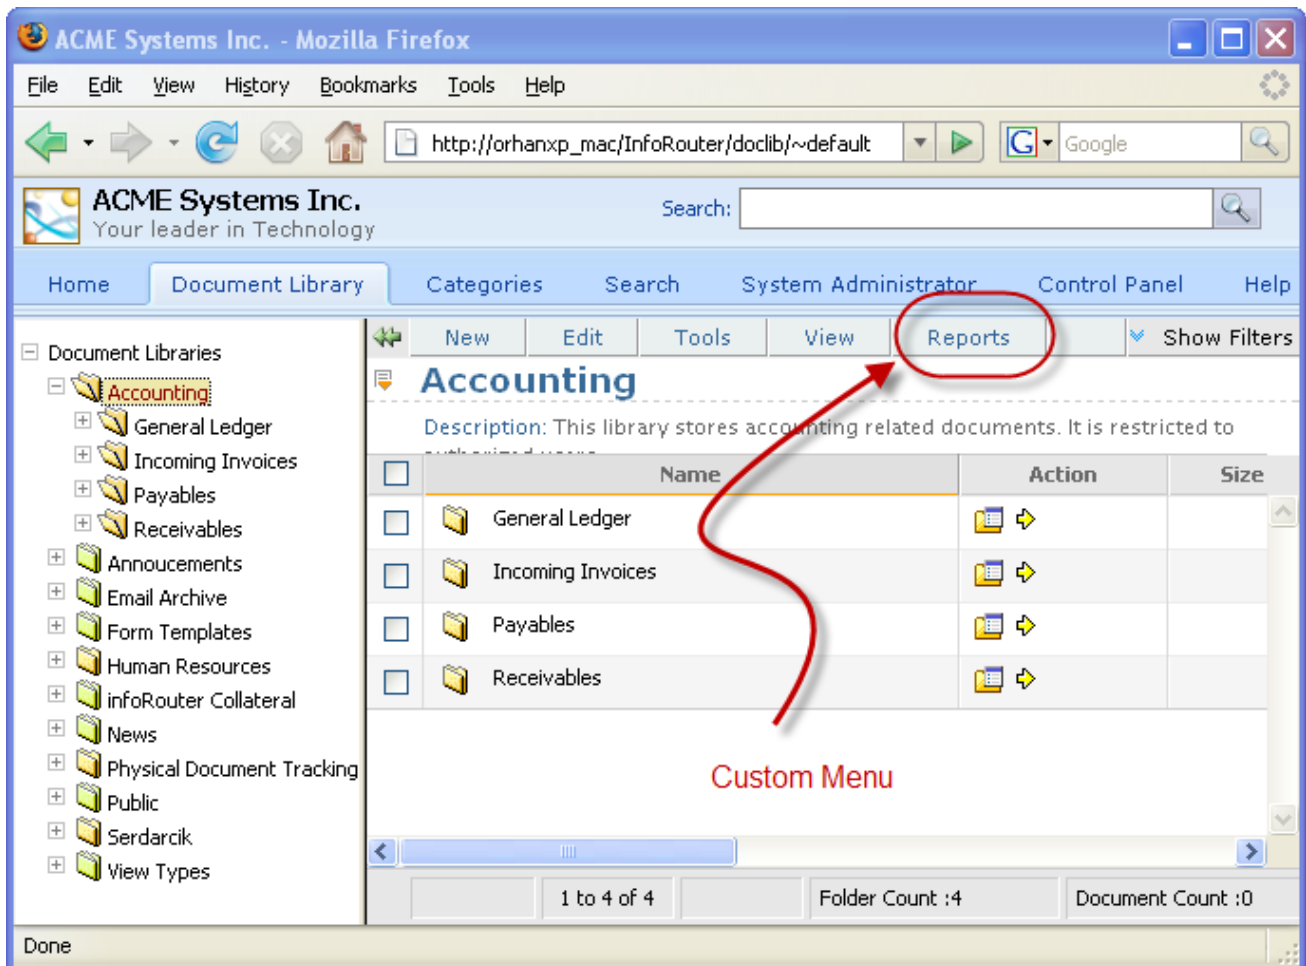 ACME Systems Inc. - Mozilla Firefox
File Edit View History Bookmarks Tools Help
http://orhanxp_mac/InfoRouter/doclib/~default G Google
ACME Systems Inc.
Your leader in Technology
Search:
Home Document Library Categories Search System Administrator Control Panel Help
New Edit Tools View Reports Show Filters
Document Libraries
Accounting
General Ledger
Incoming Invoices
Payables
Receivables
Annoucements
Email Archive
Form Templates
Human Resources
infoRouter Collateral
News
Physical Document Tracking
Public
Serdarcik
View Types
Accounting
Description: This library stores accounting related documents. It is restricted to
authorized users
Name Action Size
General Ledger
Incoming Invoices
Payables
Receivables
Custom Menu
1 to 4 of 4 Folder Count :4 Document Count :0
Done